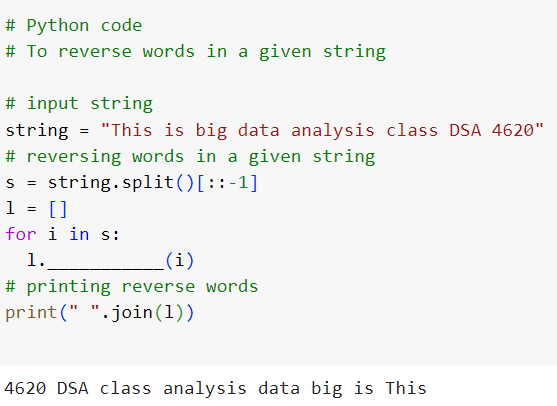 # Python code
# To reverse words in a given string
# input string
string = "This is big data analysis class DSA 4620"
# reversing words in a given string
s = string.split()[::-1]
l = []
for i in s:
  l.___________(i)
# printing reverse words
print(" ".join(l))
4620 DSA class analysis data big is This